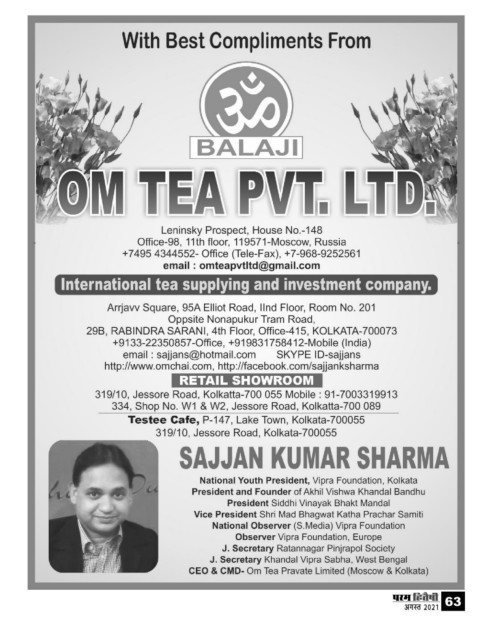 With Best Compliments From
ॐ
BALAJI
OM TEA PVT. LTD.
Leninsky Prospect, House No.-148
Office-98, 11th floor, 119571-Moscow, Russia
+7495 4344552- Office (Tele-Fax), +7-968-9252561
email : omteapvtltd@gmail.com
International tea supplying and investment company.
Arrjavv Square, 95A Elliot Road, IInd Floor, Room No. 201
Oppsite Nonapukur Tram Road,
29B, RABINDRA SARANI, 4th Floor, Office-415, KOLKATA-700073
+9133-22350857-Office, +919831758412-Mobile (India)
email : sajjans@hotmail.com SKYPE ID-sajjans
http://www.omchai.com, http://facebook.com/sajjanksharma
RETAIL SHOWROOM
319/10, Jessore Road, Kolkatta-700 055 Mobile : 91-7003319913
334, Shop No. W1 & W2, Jessore Road, Kolkatta-700 089
Testee Cafe, P-147, Lake Town, Kolkata-700055
319/10, Jessore Road, Kolkata-700055
SAJJAN KUMAR SHARMA
National Youth President, Vipra Foundation, Kolkata
President and Founder of Akhil Vishwa Khandal Bandhu
President Siddhi Vinayak Bhakt Mandal
Vice President Shri Mad Bhagwat Katha Prachar Samiti
National Observer (S.Media) Vipra Foundation
Observer Vipra Foundation, Europe
J. Secretary Ratannagar Pinjrapol Society
J. Secretary Khandal Vipra Sabha, West Bengal
CEO & CMD- Om Tea Pravate Limited (Moscow & Kolkata)
परम हितैषी
अगस्त 2021
63